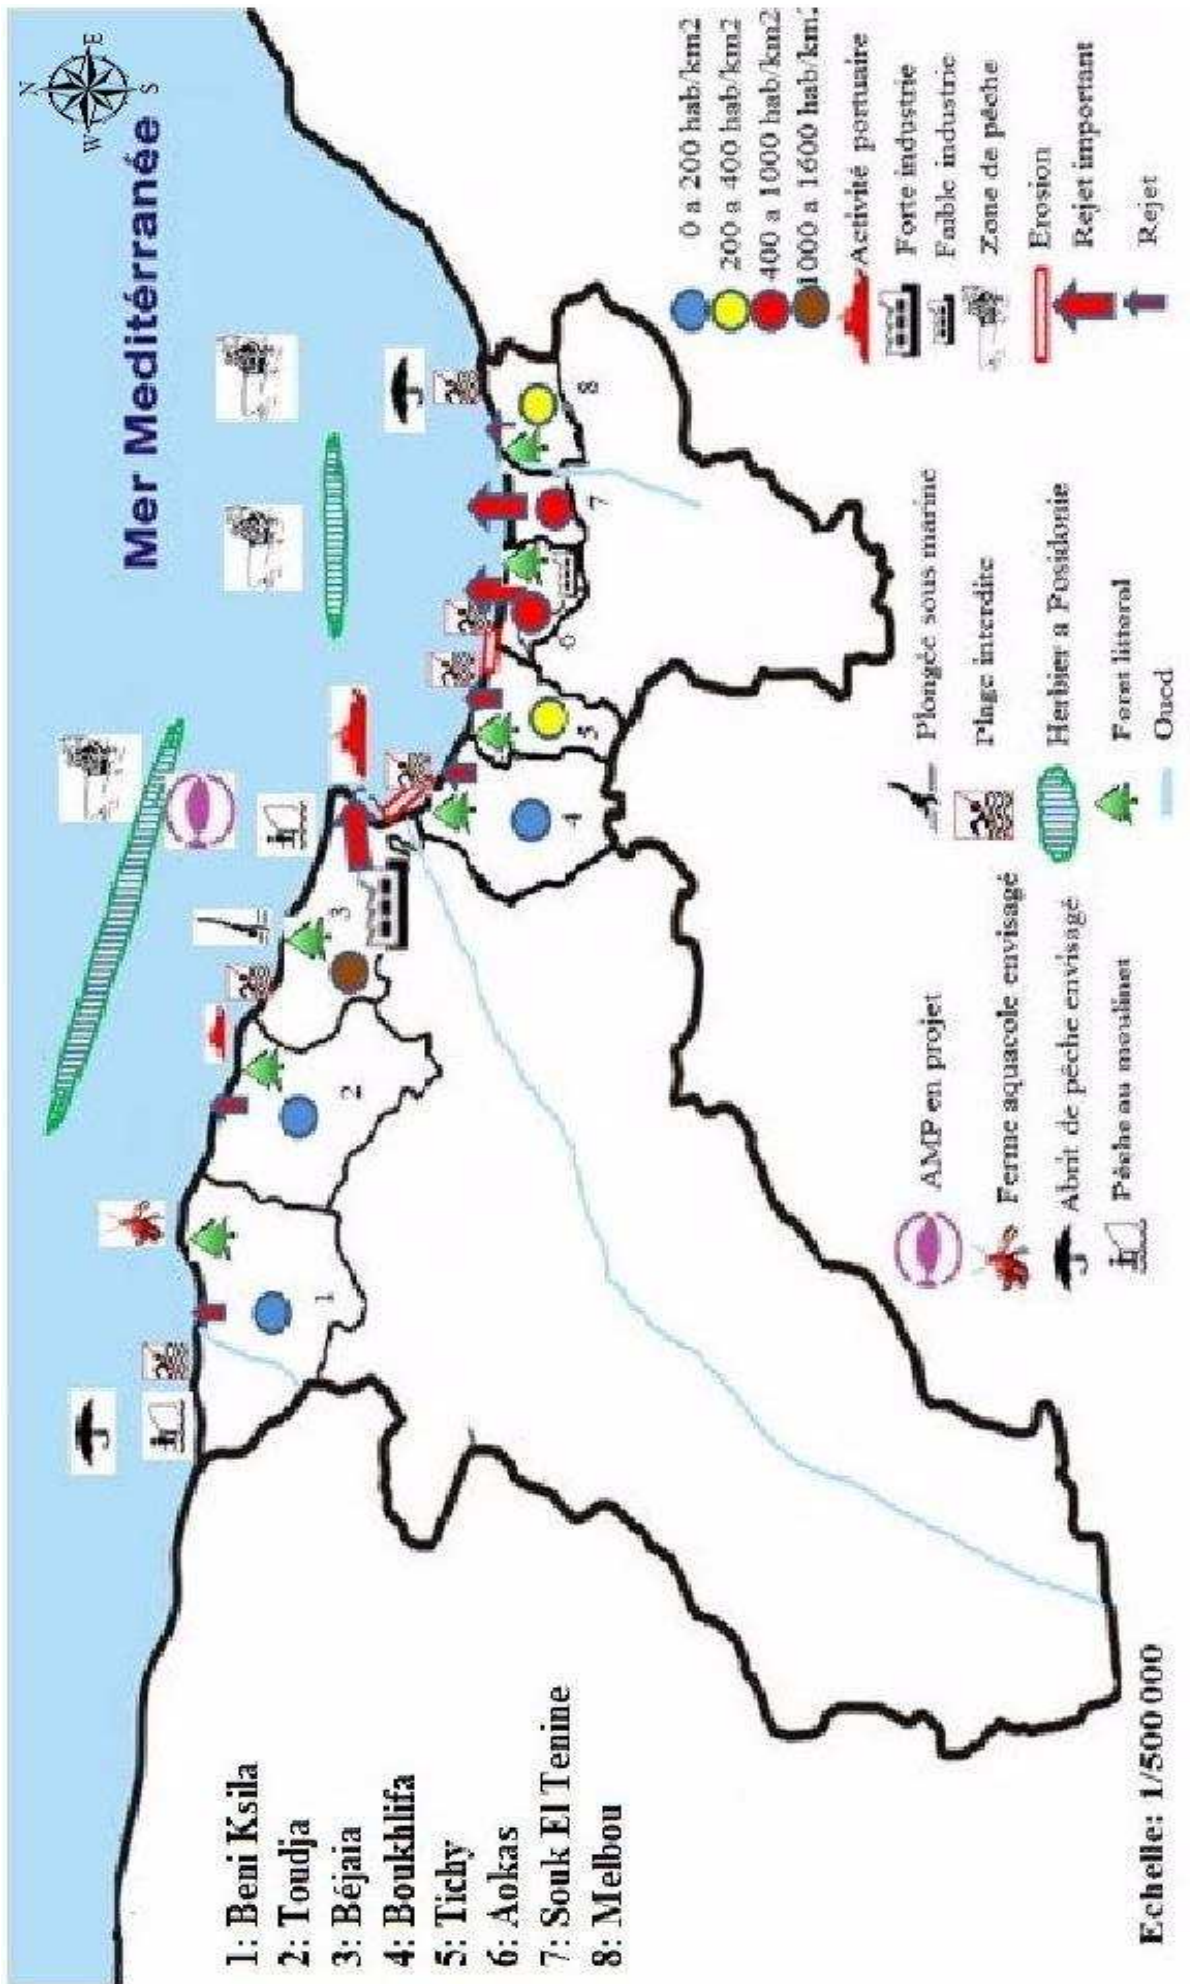 N
W
E
S
Mer Meditérranée
1: Beni Ksila
2: Toudja
3: Béjaia
4: Boukhlifa
5: Tichy
6: Aokas
7: Souk El Tenine
8: Melbou
1
2
3
4
5
6
7
8
0 a 200 hab/km2
200 a 400 hab/km2
400 a 1000 hab/km2
1000 a 1600 hab/km2
Activité portuaire
Forte industrie
Faible industrie
Zone de pêche
Erosion
Rejet important
Rejet
Plongée sous marine
Plage interdite
Herbier a Posidonie
Foret littoral
Oued
AMP en projet
Ferme aquacole envisagé
Abrit de pêche envisagé
Pêche au moulinet
Echelle: 1/500 000